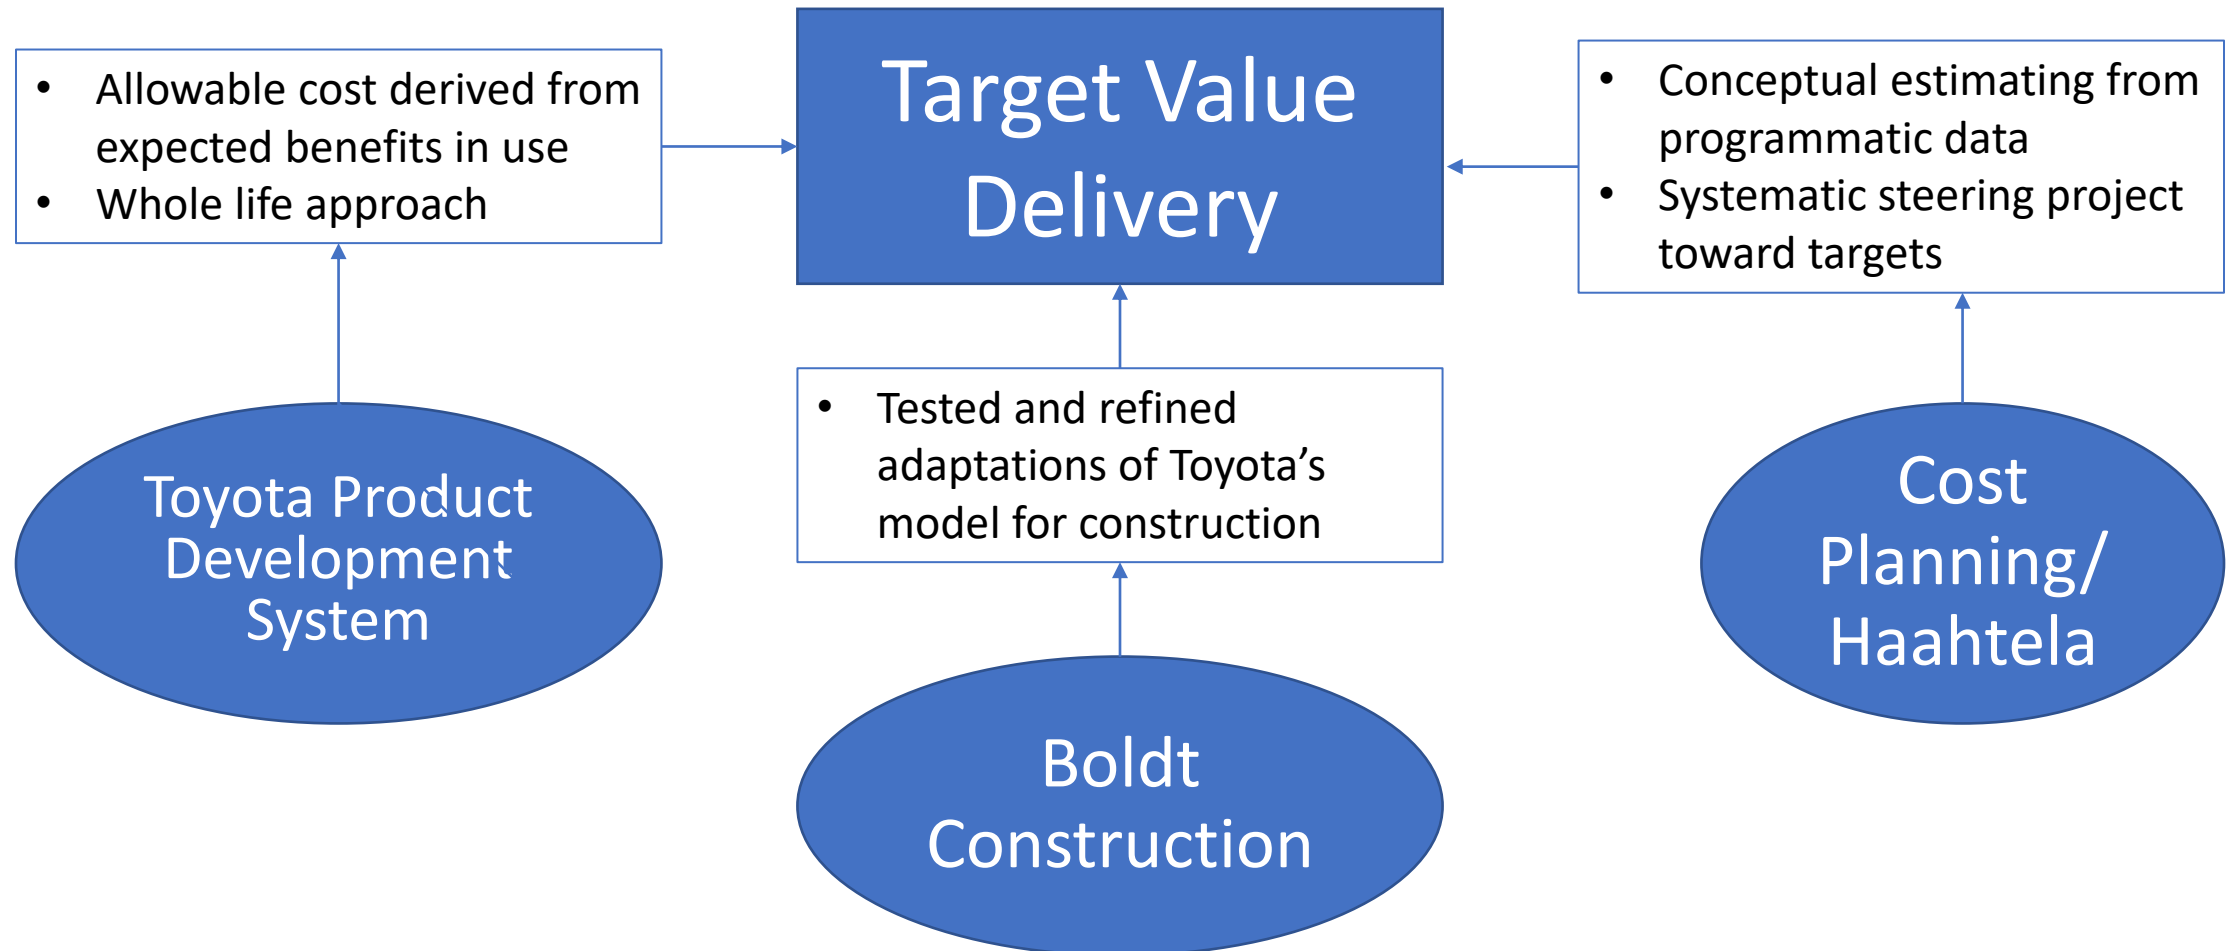 Target Value
Delivery
• Allowable cost derived from
expected benefits in use
• Whole life approach
• Conceptual estimating from
programmatic data
• Systematic steering project
toward targets
• Tested and refined
adaptations of Toyota’s
model for construction
Toyota Product
Development
System
Boldt
Construction
Cost
Planning/
Haahtela